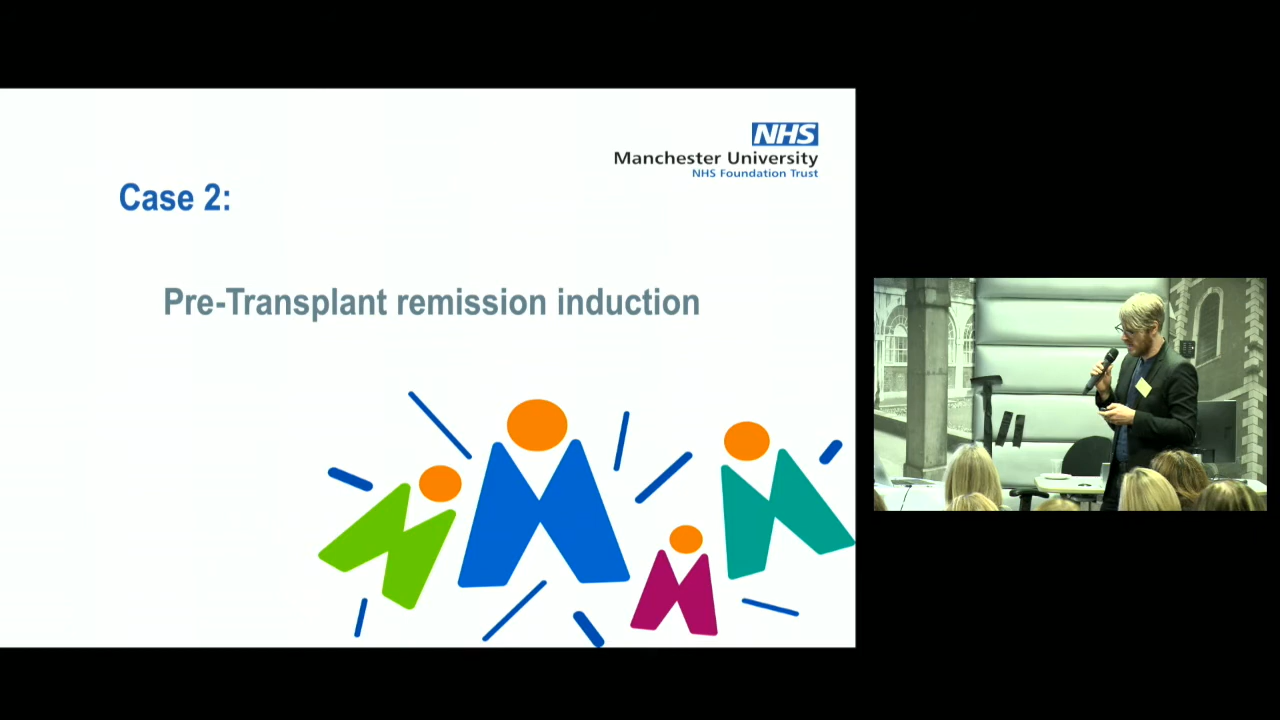 NHS
Manchester University
NHS Foundation Trust
Case 2:
Pre-Transplant remission induction